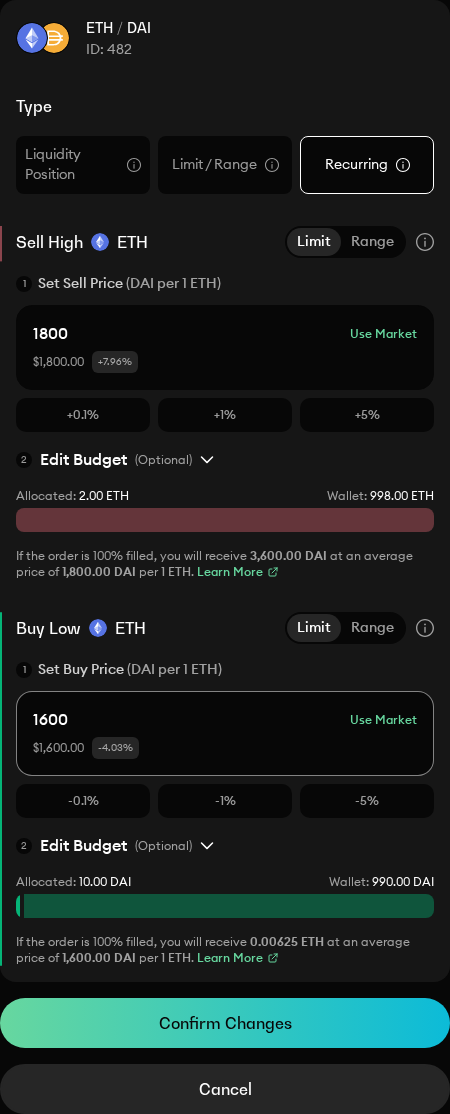 ETH / DAI
ID: 482
Type
Liquidity
Position
Limit / Range
Recurring
Sell High ETH
Limit Range
1 Set Sell Price (DAI per 1 ETH)
1800
Use Market
$1,800.00 +7.96%
+0.1% +1% +5%
2 Edit Budget (Optional)
Allocated: 2.00 ETH Wallet: 998.00 ETH
If the order is 100% filled, you will receive 3,600.00 DAI at an average
price of 1,800.00 DAI per 1 ETH. Learn More
Buy Low ETH
Limit Range
1 Set Buy Price (DAI per 1 ETH)
1600
Use Market
$1,600.00 -4.03%
-0.1% -1% -5%
2 Edit Budget (Optional)
Allocated: 10.00 DAI Wallet: 990.00 DAI
If the order is 100% filled, you will receive 0.00625 ETH at an average
price of 1,600.00 DAI per 1 ETH. Learn More
Confirm Changes
Cancel